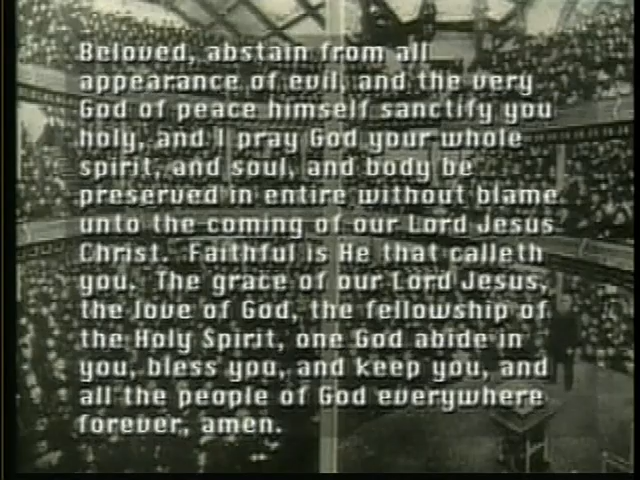 Beloved, abstain from all
appearance of evil, and the very
God of peace himself sanctify you
holy, and I pray God your whole
spirit, and soul, and body be
preserved in entire without blame
unto the coming of our Lord Jesus
Christ. Faithful is He that calleth
you. The grace of our Lord Jesus,
the love of God, the fellowship of
the Holy Spirit, one God abide in
you, bless you, and keep you, and
all the people of God everywhere
forever, amen.